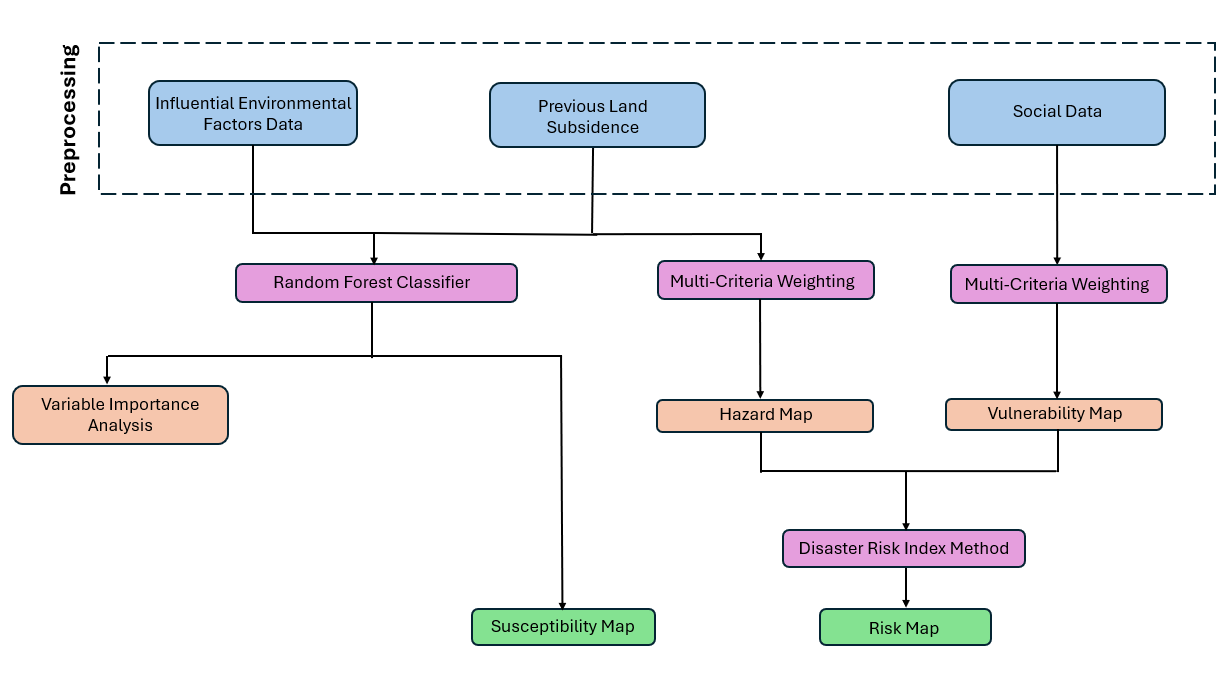 Preprocessing
Influential Environmental
Factors Data
Previous Land
Subsidence
Social Data
Random Forest Classifier
Multi-Criteria Weighting
Multi-Criteria Weighting
Variable Importance
Analysis
Hazard Map
Vulnerability Map
Disaster Risk Index Method
Susceptibility Map
Risk Map